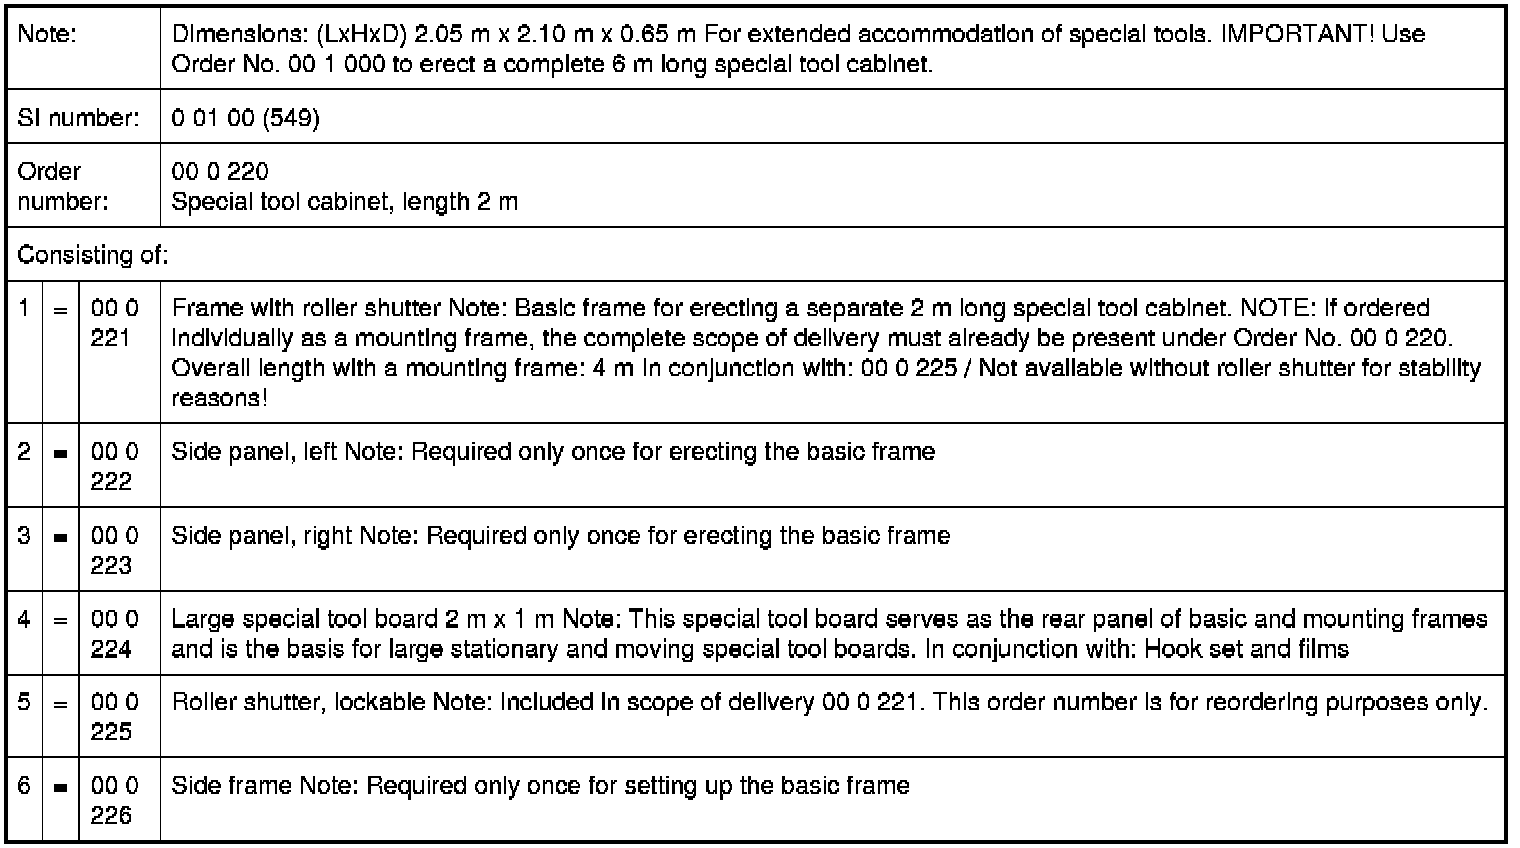 Note: Dimensions: (LxHxD) 2.05 m x 2.10 m x 0.65 m For extended accommodation of special tools. IMPORTANT! Use
Order No. 00 1 000 to erect a complete 6 m long special tool cabinet.
SI number: 0 01 00 (549)
Order 00 0 220
number: Special tool cabinet, length 2 m
Consisting of:
1 = 00 0 Frame with roller shutter Note: Basic frame for erecting a separate 2 m long special tool cabinet. NOTE: If ordered
221 individually as a mounting frame, the complete scope of delivery must already be present under Order No. 00 0 220.
Overall length with a mounting frame: 4 m In conjunction with: 00 0 225 / Not available without roller shutter for stability
reasons!
2 = 00 0 Side panel, left Note: Required only once for erecting the basic frame
222
3 = 00 0 Side panel, right Note: Required only once for erecting the basic frame
223
4 = 00 0 Large special tool board 2 m x 1 m Note: This special tool board serves as the rear panel of basic and mounting frames
224 and is the basis for large stationary and moving special tool boards. In conjunction with: Hook set and films
5 = 00 0 Roller shutter, lockable Note: Included in scope of delivery 00 0 221. This order number is for reordering purposes only.
225
6 = 00 0 Side frame Note: Required only once for setting up the basic frame
226